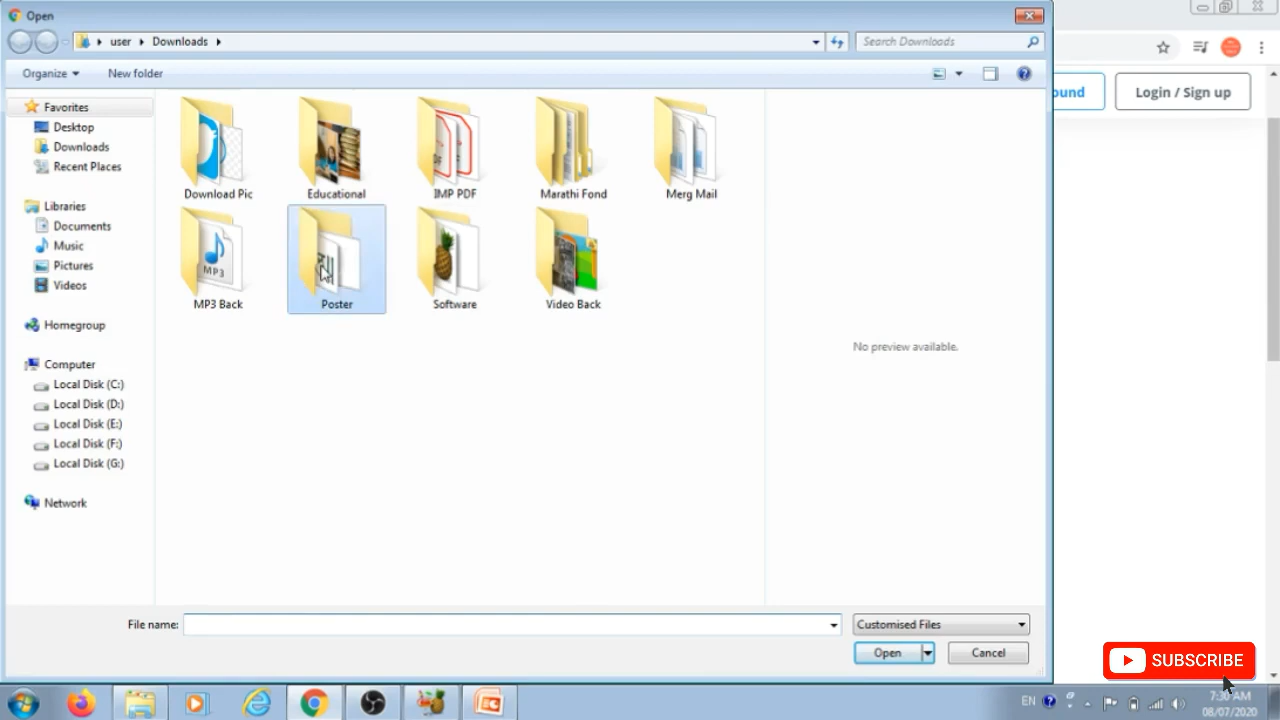 Open
user Downloads
Search Downloads
Organize New folder
Favorites
Desktop
Downloads
Recent Places
Libraries
Documents
Music
Pictures
Videos
Homegroup
Computer
Local Disk (C:)
Local Disk (D:)
Local Disk (E:)
Local Disk (F:)
Local Disk (G:)
Network
Download Pic
Educational
IMP PDF
Marathi Fond
Merg Mail
MP3
MP3 Back
Poster
Software
Video Back
No preview available.
File name:
Customised Files
Open
Cancel
ound
Login / Sign up
SUBSCRIBE
EN
7:30 AM
08/07/2020